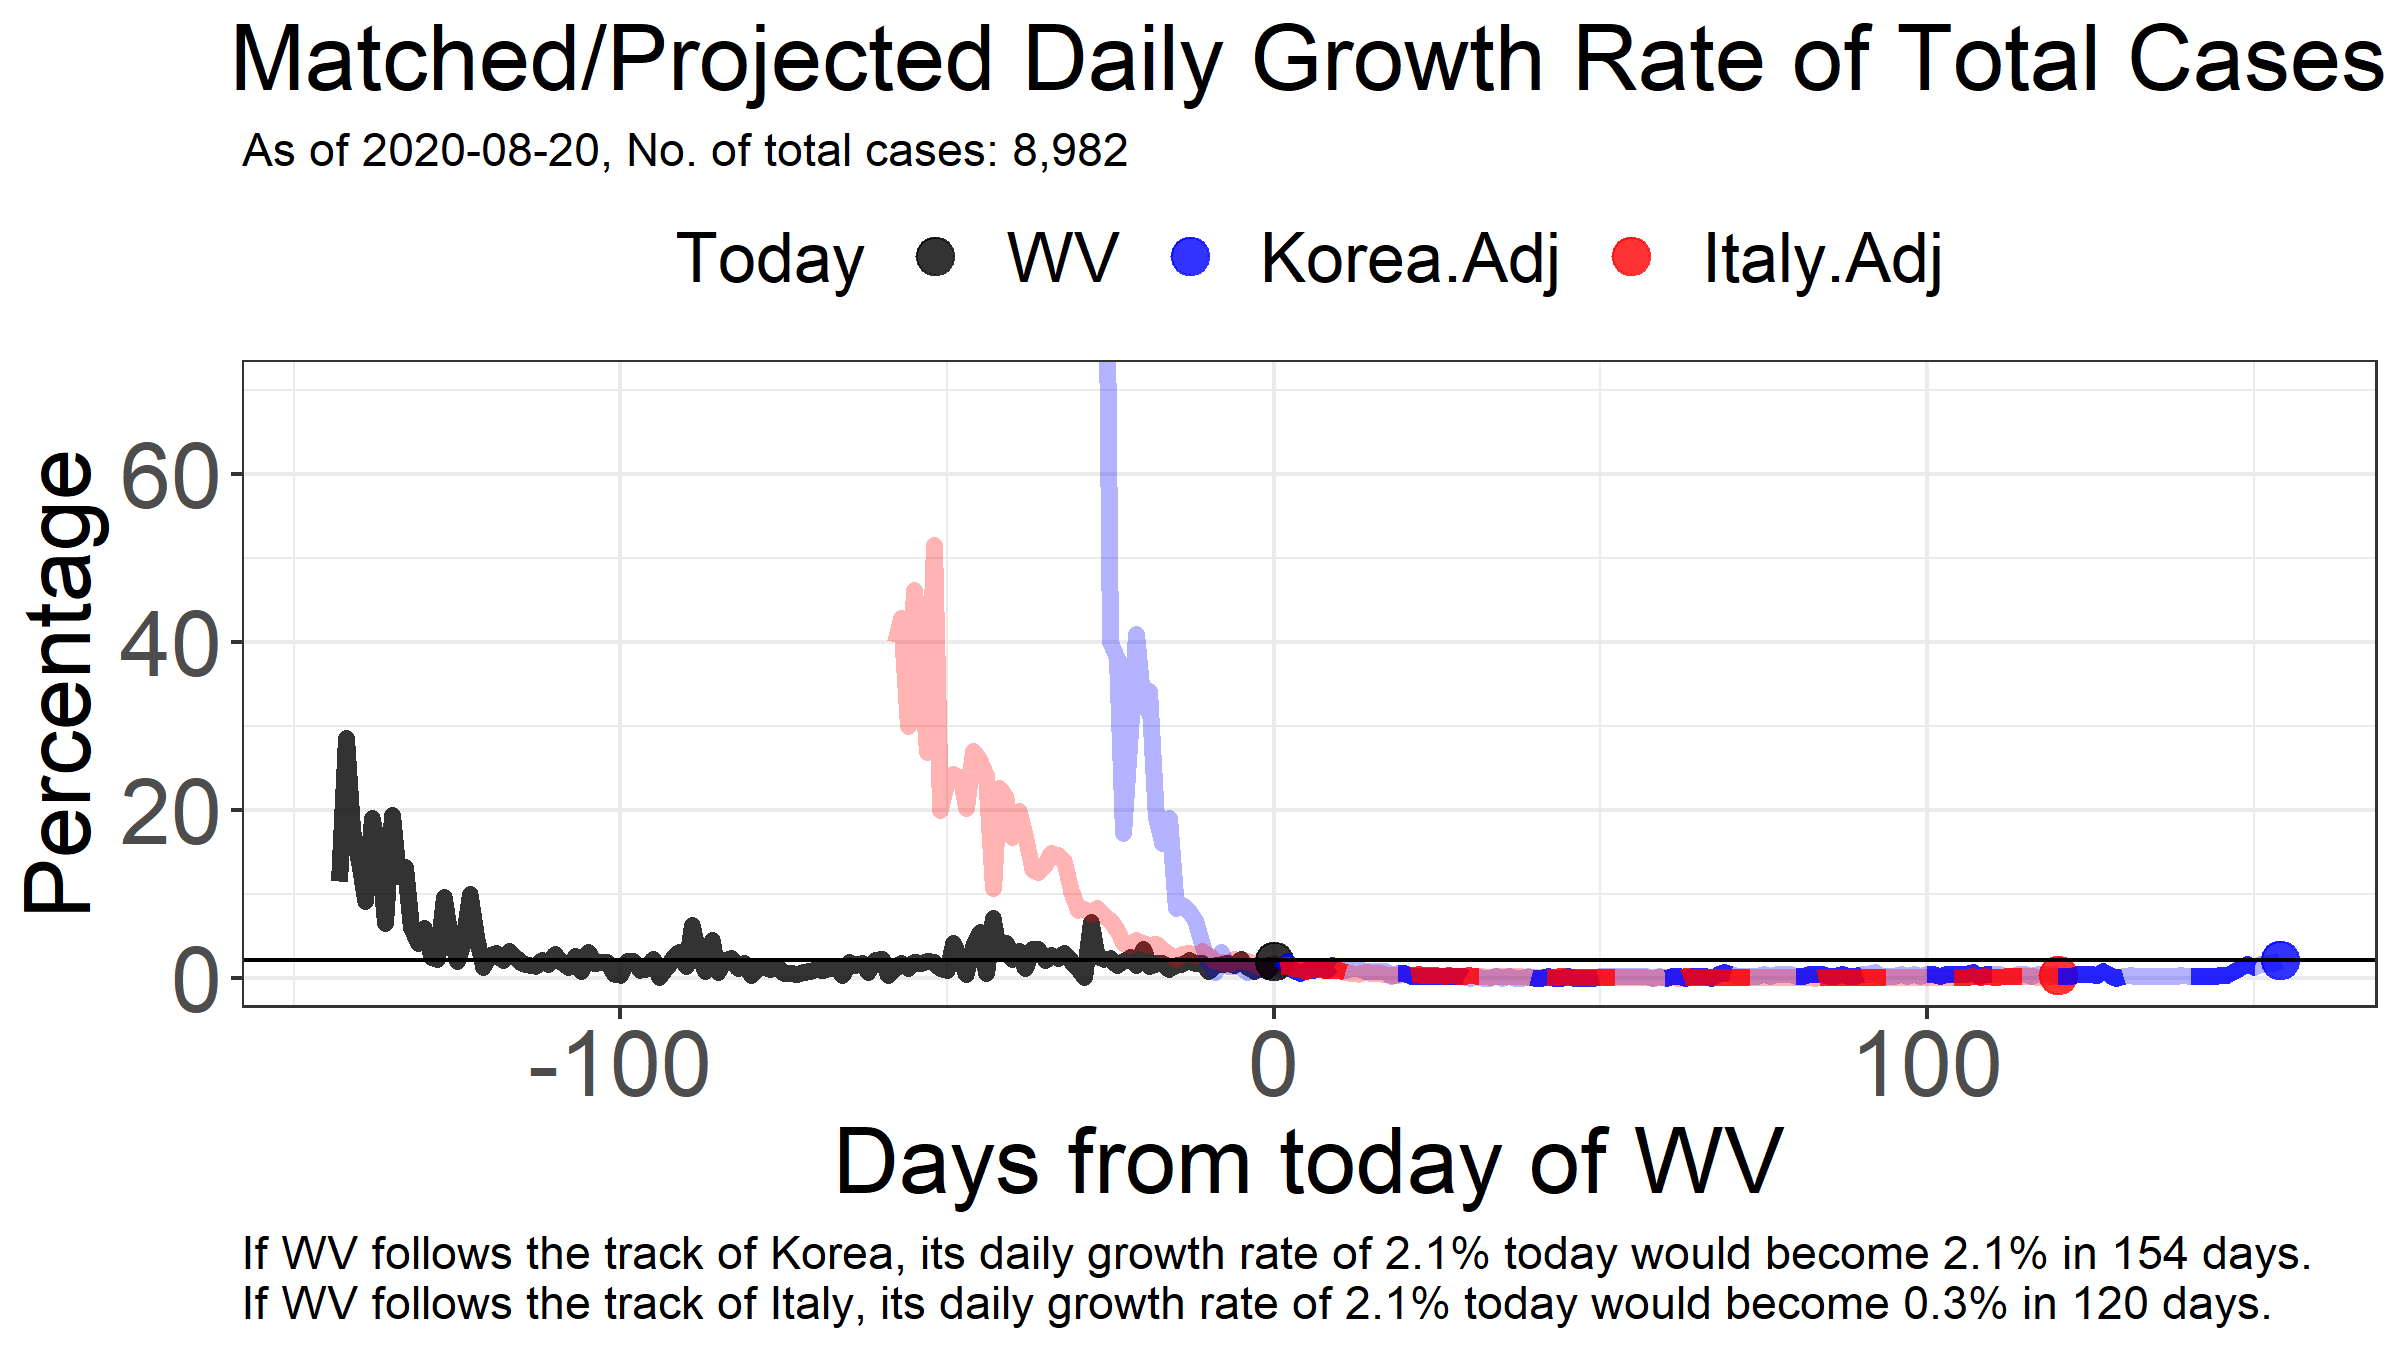 Matched/Projected Daily Growth Rate of Total Cases
As of 2020-08-20, No. of total cases: 8,982
Today WV Korea.Adj Italy.Adj
Percentage
60
40
20
0
-100 0 100
Days from today of WV
If WV follows the track of Korea, its daily growth rate of 2.1% today would become 2.1% in 154 days.
If WV follows the track of Italy, its daily growth rate of 2.1% today would become 0.3% in 120 days.